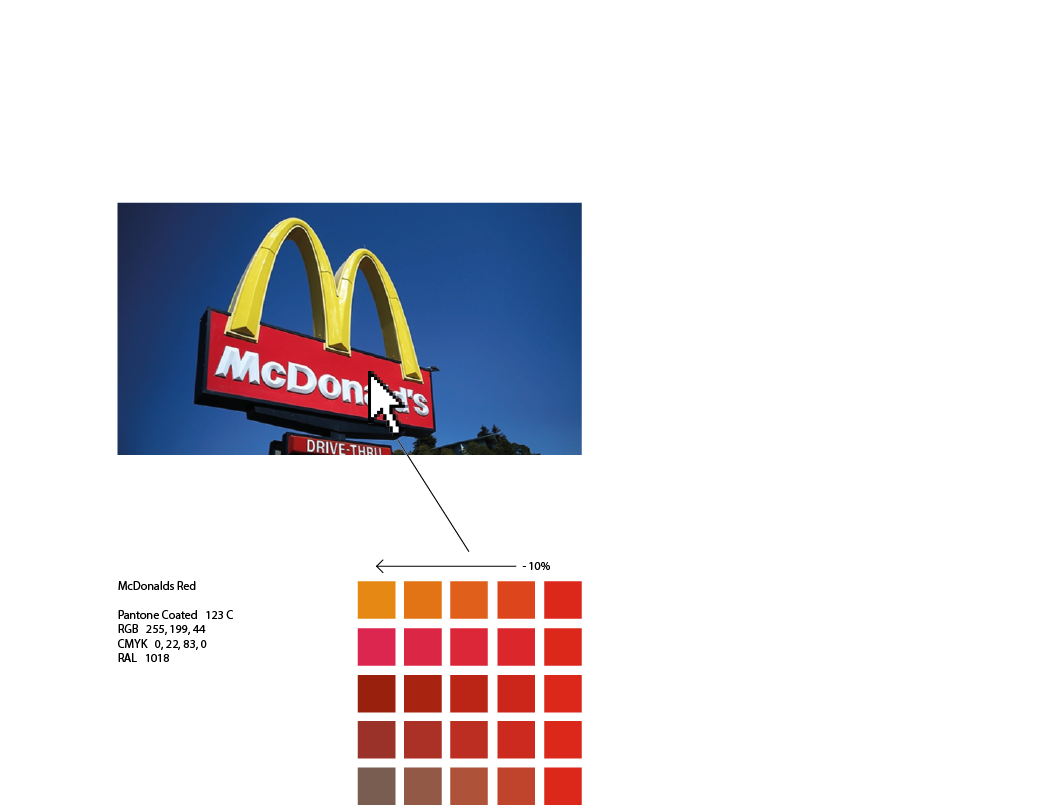 McDonald's
DRIVE-THRU
- 10%
McDonalds Red
Pantone Coated 123 C
RGB 255, 199, 44
CMYK 0, 22, 83, 0
RAL 1018